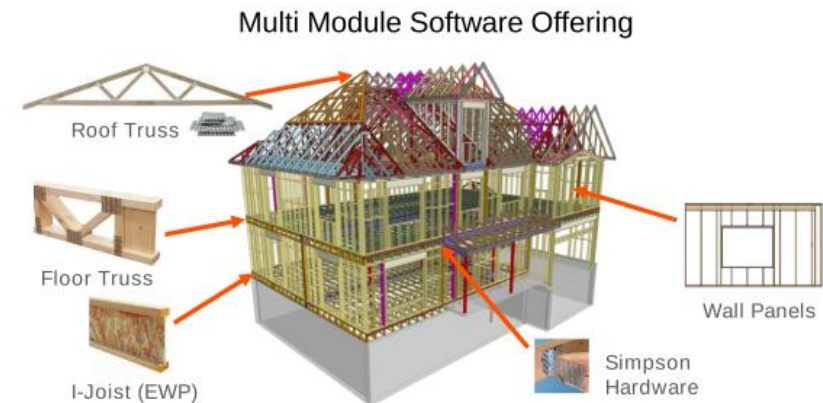 Multi Module Software Offering
Roof Truss
Floor Truss
I-Joist (EWP)
Wall Panels
Simpson
Hardware